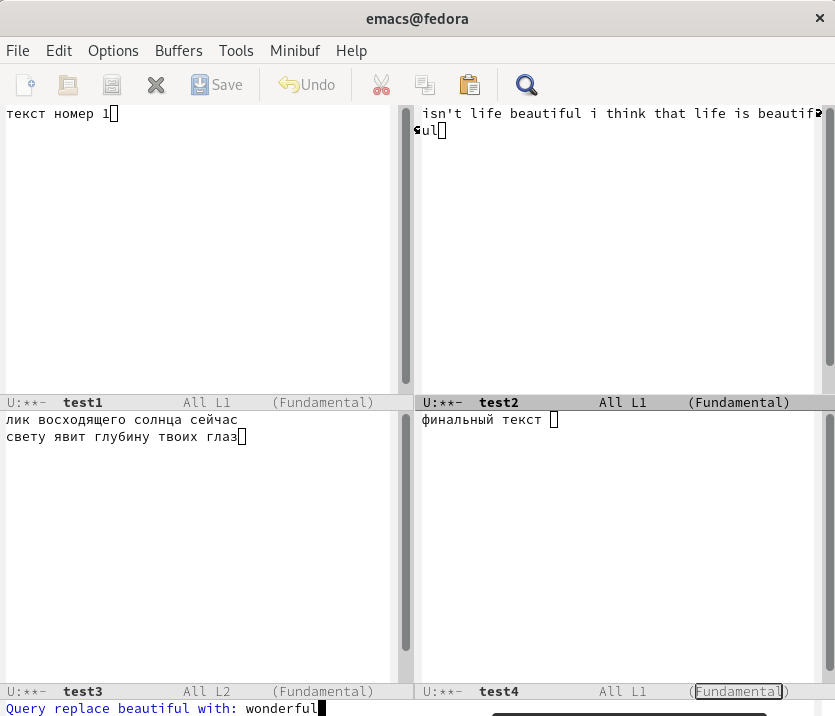 emacs@fedora
File Edit Options Buffers Tools Minibuf Help
Save Undo
текст номер 1
isn't life beautiful i think that life is beautif
ul
U:**- test1 All L1 (Fundamental)
U:**- test2 All L1 (Fundamental)
лик восходящего солнца сейчас
свету явит глубину твоих глаз
финальный текст
U:**- test3 All L2 (Fundamental)
U:**- test4 All L1 (Fundamental)
Query replace beautiful with: wonderful